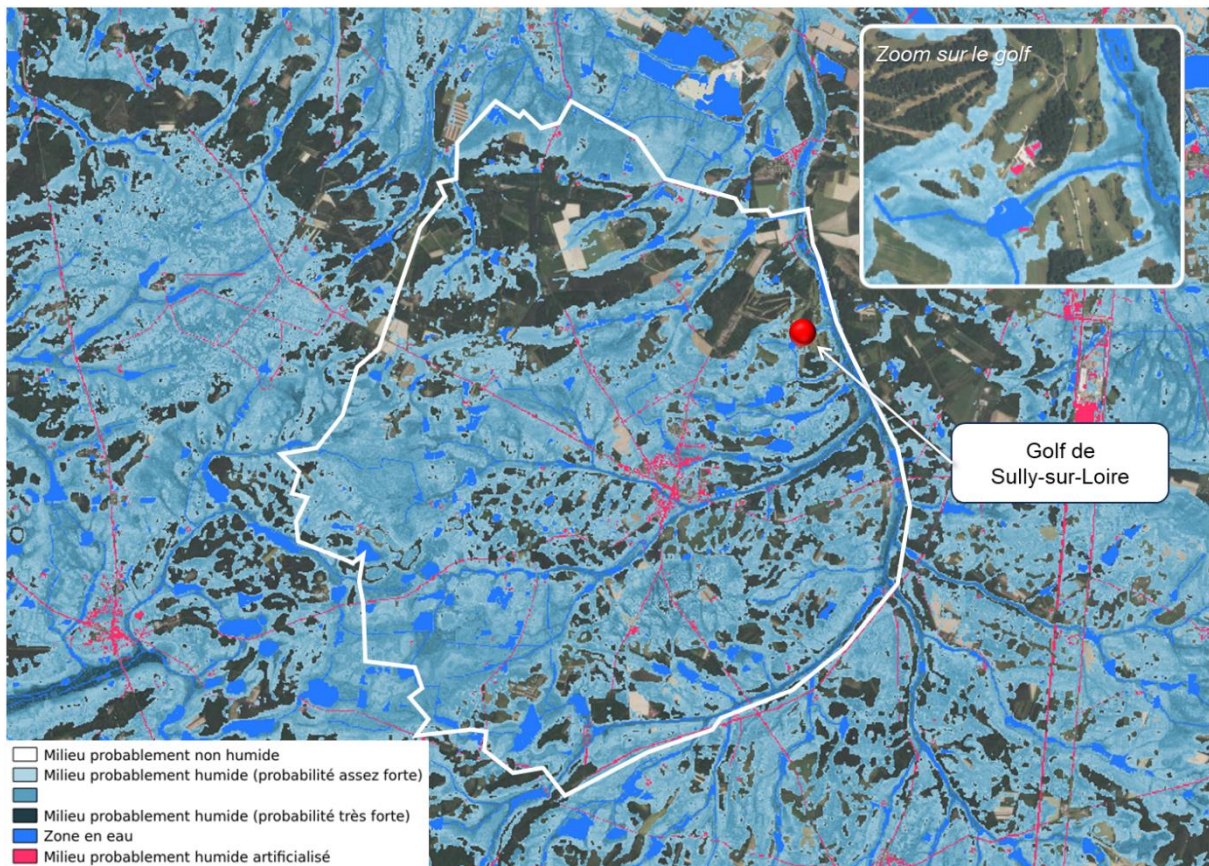 Zoom sur le golf
Golf de
Sully-sur-Loire
Milieu probablement non humide
Milieu probablement humide (probabilité assez forte)
Milieu probablement humide (probabilité très forte)
Zone en eau
Milieu probablement humide artificialisé